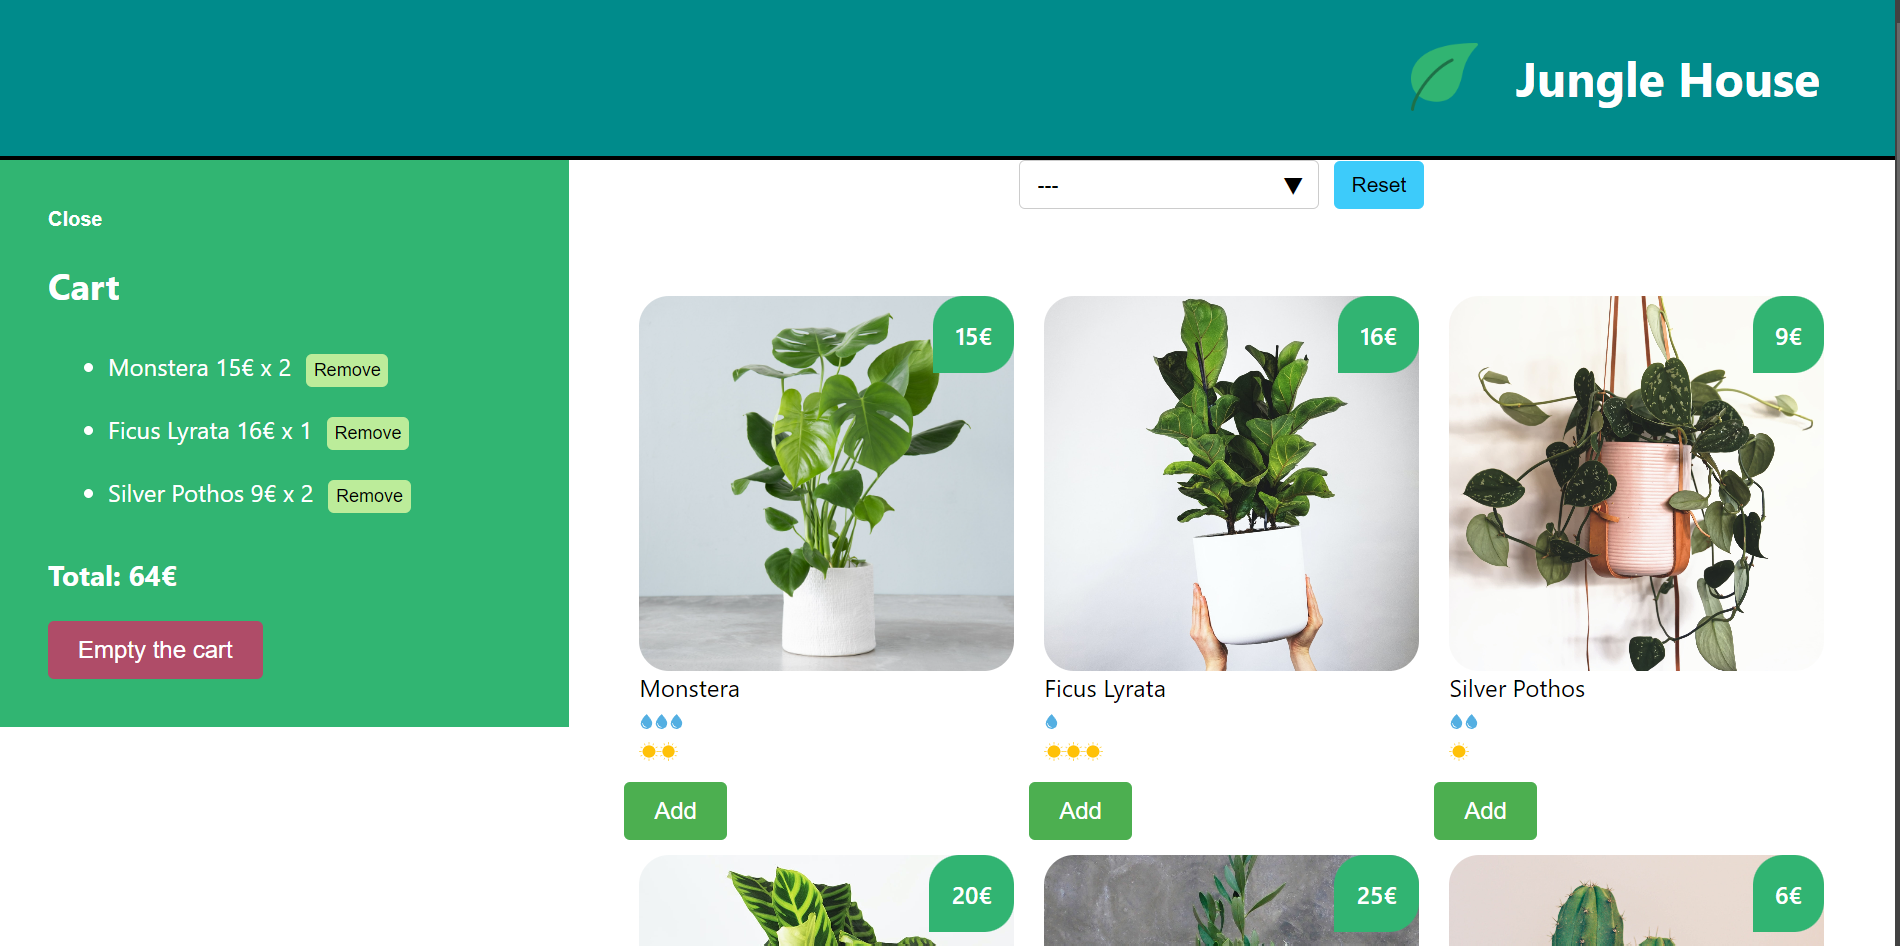 Jungle House
Close
Cart
Monstera 15€ x 2 Remove
Ficus Lyrata 16€ x 1 Remove
Silver Pothos 9€ x 2 Remove
Total: 64€
Empty the cart
--- Reset
15€ 16€ 9€
Monstera Ficus Lyrata Silver Pothos
Add Add Add
20€ 25€ 6€